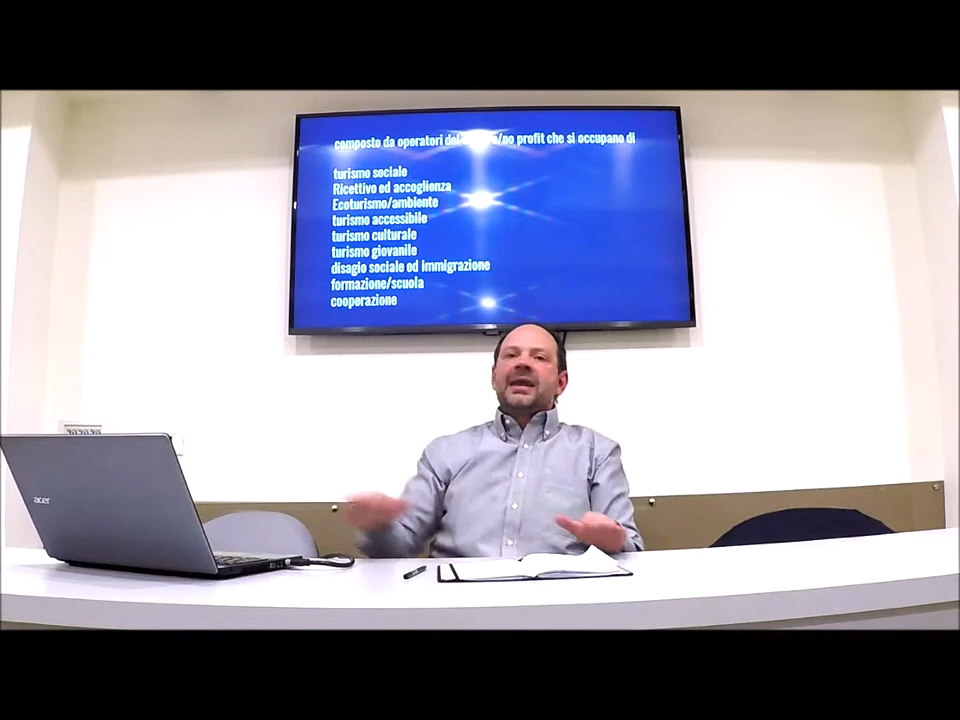 composto da operatori del /no profit che si occupano di
turismo sociale
Ricettivo ed accoglienza
Ecoturismo/ambiente
turismo accessibile
turismo culturale
turismo giovanile
disagio sociale ed immigrazione
formazione/scuola
cooperazione
acer